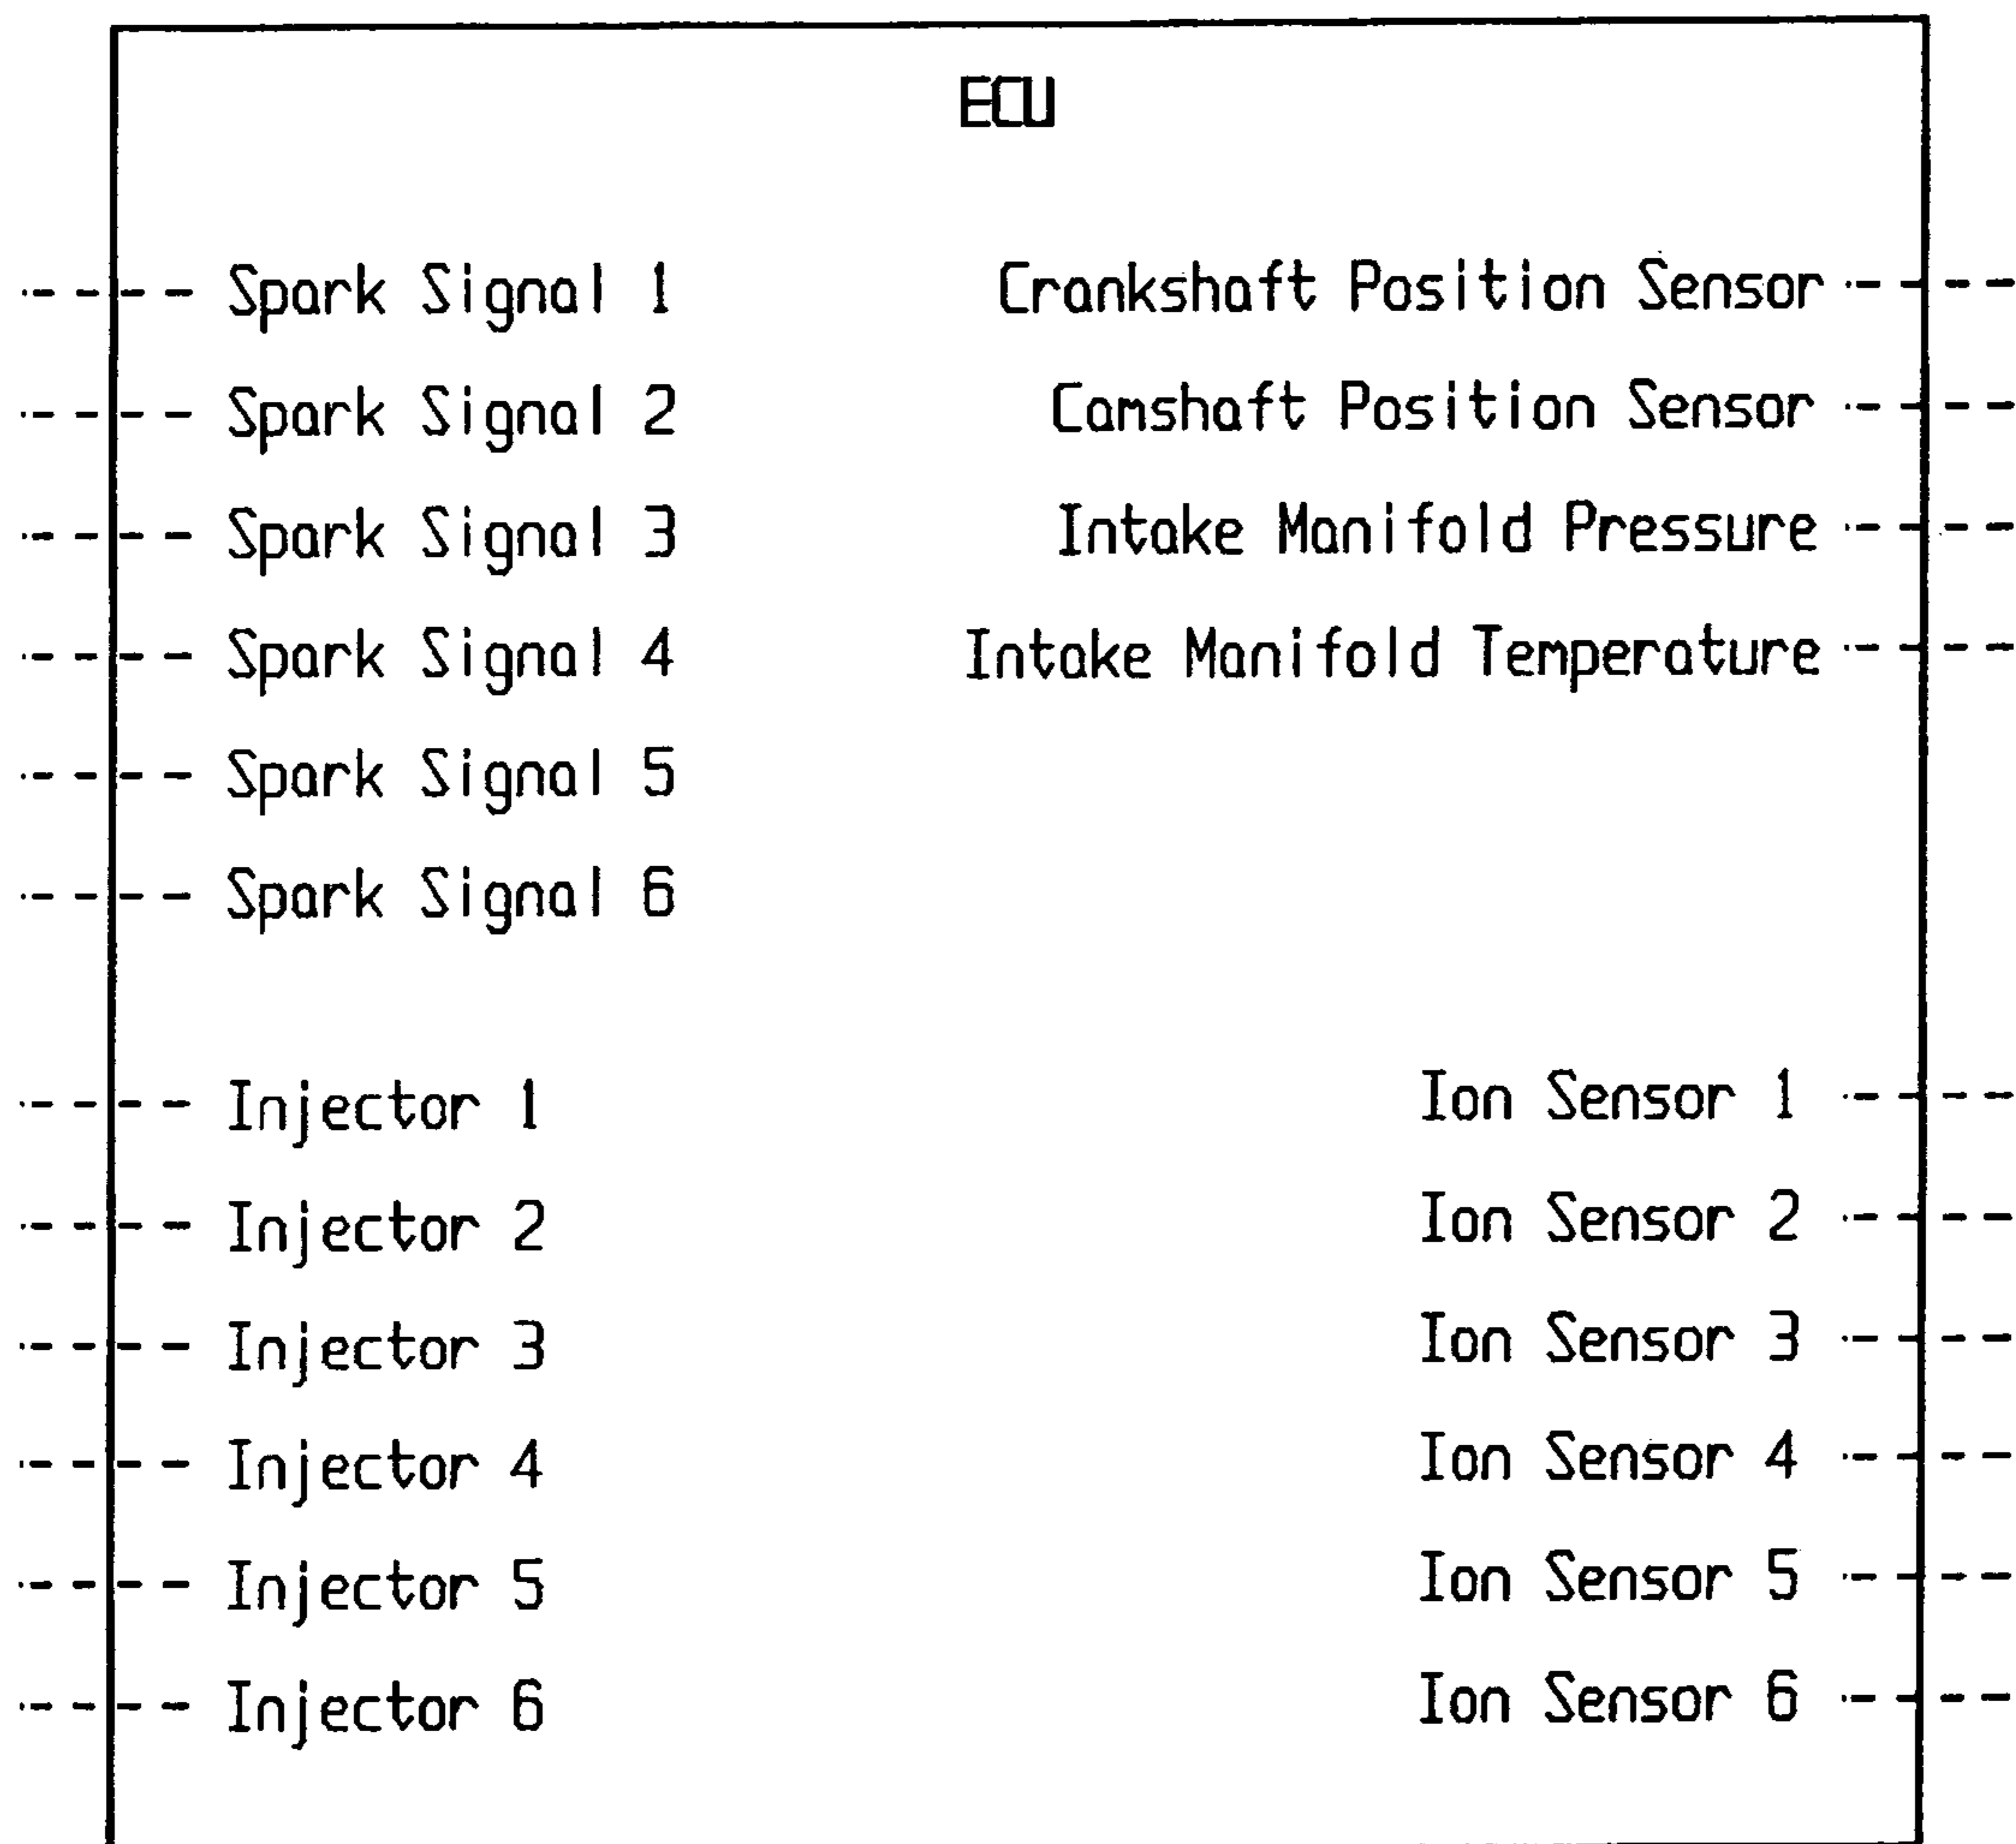 ECU
Spark Signal 1
Spark Signal 2
Spark Signal 3
Spark Signal 4
Spark Signal 5
Spark Signal 6
Injector 1
Injector 2
Injector 3
Injector 4
Injector 5
Injector 6
Crankshaft Position Sensor
Camshaft Position Sensor
Intake Manifold Pressure
Intake Manifold Temperature
Ion Sensor 1
Ion Sensor 2
Ion Sensor 3
Ion Sensor 4
Ion Sensor 5
Ion Sensor 6